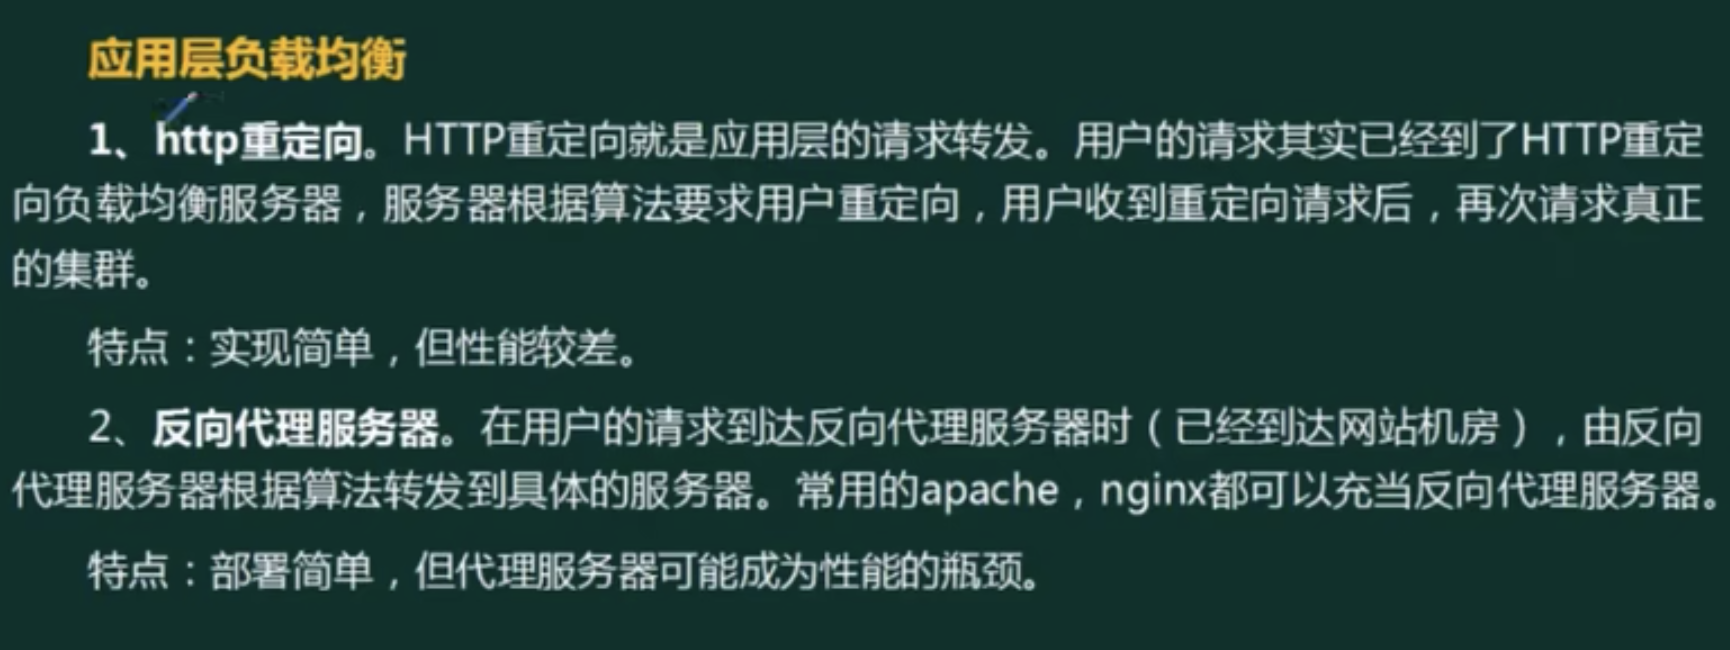 应用层负载均衡
1、http重定向。HTTP重定向就是应用层的请求转发。用户的请求其实已经到了HTTP重定
向负载均衡服务器，服务器根据算法要求用户重定向，用户收到重定向请求后，再次请求真正
的集群。
特点：实现简单，但性能较差。
2、反向代理服务器。在用户的请求到达反向代理服务器时（已经到达网站机房），由反向
代理服务器根据算法转发到具体的服务器。常用的apache，nginx都可以充当反向代理服务器。
特点：部署简单，但代理服务器可能成为性能的瓶颈。